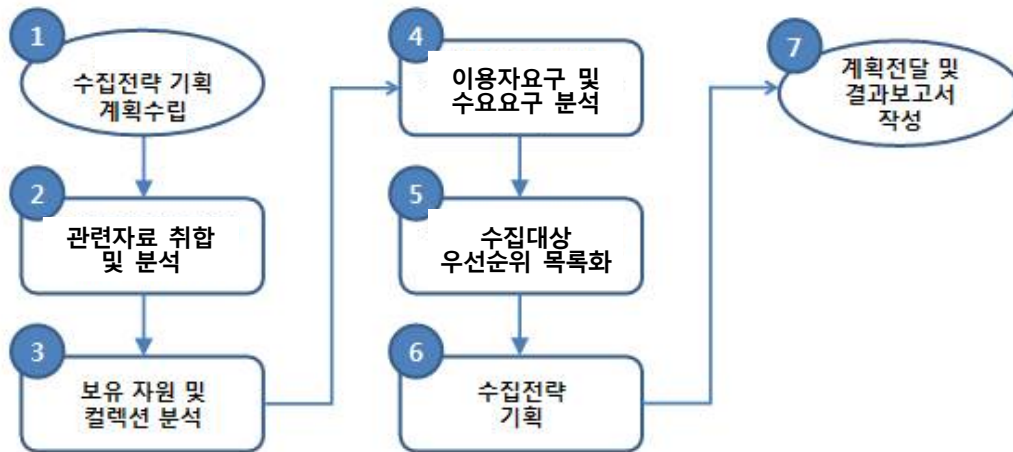 1
수집전략 기획
계획수립
2
관련자료 취합
및 분석
3
보유 자원 및
컬렉션 분석
4
이용자요구 및
수요요구 분석
5
수집대상
우선순위 목록화
6
수집전략
기획
7
계획전달 및
결과보고서
작성